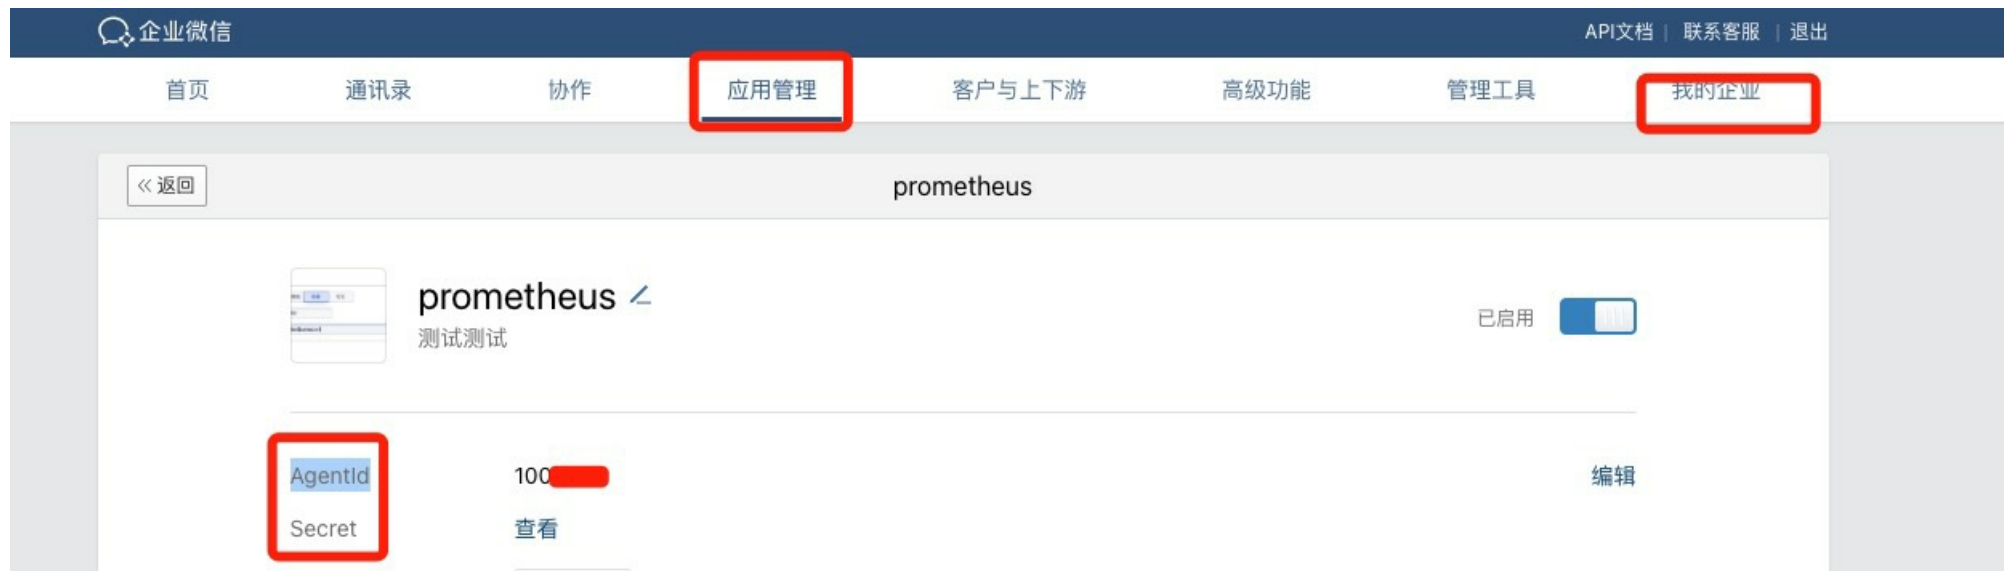 企业微信
API文档 | 联系客服 | 退出
首页 通讯录 协作 应用管理 客户与上下游 高级功能 管理工具 我的企业
« 返回
prometheus
prometheus
测试测试
已启用
AgentId 100 编辑
Secret 查看